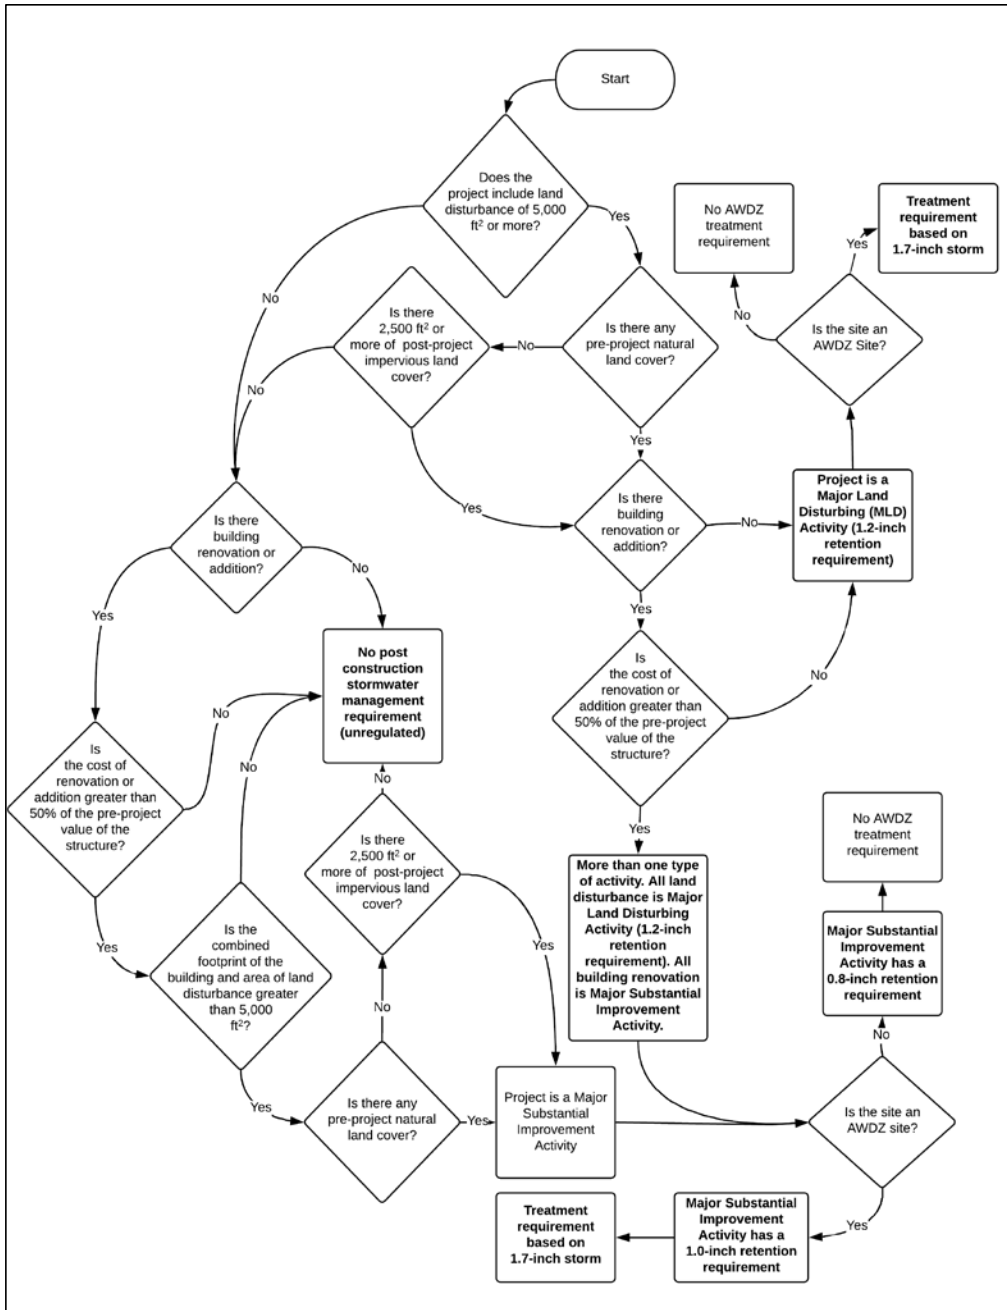 Start
Does the
project include land
disturbance of 5,000
ft² or more?
Yes
No
Is there any
pre-project natural
land cover?
No
Yes
Is there
2,500 ft² or
more of post-project
impervious land
cover?
No
Yes
No AWDZ
treatment
requirement
Treatment
requirement
based on
1.7-inch storm
Yes
No
Is the site an
AWDZ Site?
Is there
building
renovation or
addition?
No
Yes
Project is a
Major Land
Disturbing (MLD)
Activity (1.2-inch
retention
requirement)
Is there
building
renovation or
addition?
No
Yes
No post
construction
stormwater
management
requirement
(unregulated)
Is
the cost of
renovation or
addition greater than
50% of the pre-project
value of the
structure?
No
Yes
Is
the cost of
renovation or
addition greater than
50% of the pre-project
value of the
structure?
No
Yes
No
Is there
2,500 ft² or
more of post-project
impervious land
cover?
No
Yes
Is the
combined
footprint of the
building and area of land
disturbance greater
than 5,000
ft²?
Yes
No
Is there any
pre-project natural
land cover?
Yes
More than one type
of activity. All land
disturbance is Major
Land Disturbing
Activity (1.2-inch
retention
requirement). All
building renovation
is Major Substantial
Improvement
Activity.
Project is a Major
Substantial
Improvement
Activity
No AWDZ
treatment
requirement
Major Substantial
Improvement
Activity has a
0.8-inch retention
requirement
No
Is the site an
AWDZ site?
Yes
Major Substantial
Improvement
Activity has a
1.0-inch retention
requirement
Treatment
requirement
based on
1.7-inch storm